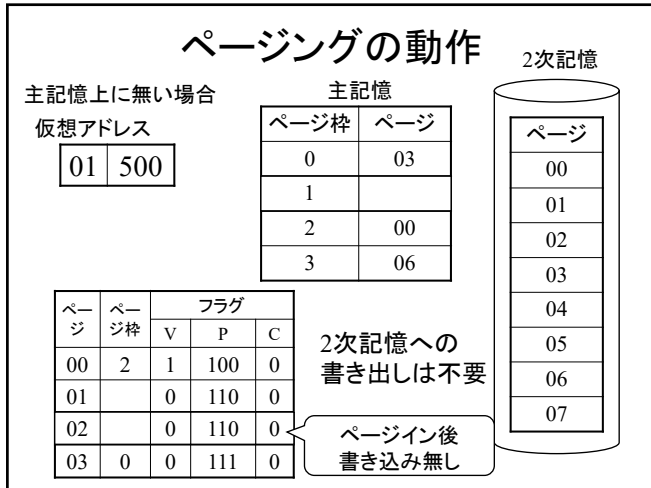 ページングの動作
主記憶上に無い場合
仮想アドレス
01 500
主記憶
ページ枠 ページ
0 03
1
2 00
3 06
2次記憶
ページ
00
01
02
03
04
05
06
07
ページ ページ枠 フラグ
V P C
00 2 1 100 0
01 0 110 0
02 0 110 0
03 0 0 111 0
2次記憶への
書き出しは不要
ページイン後
書き込み無し